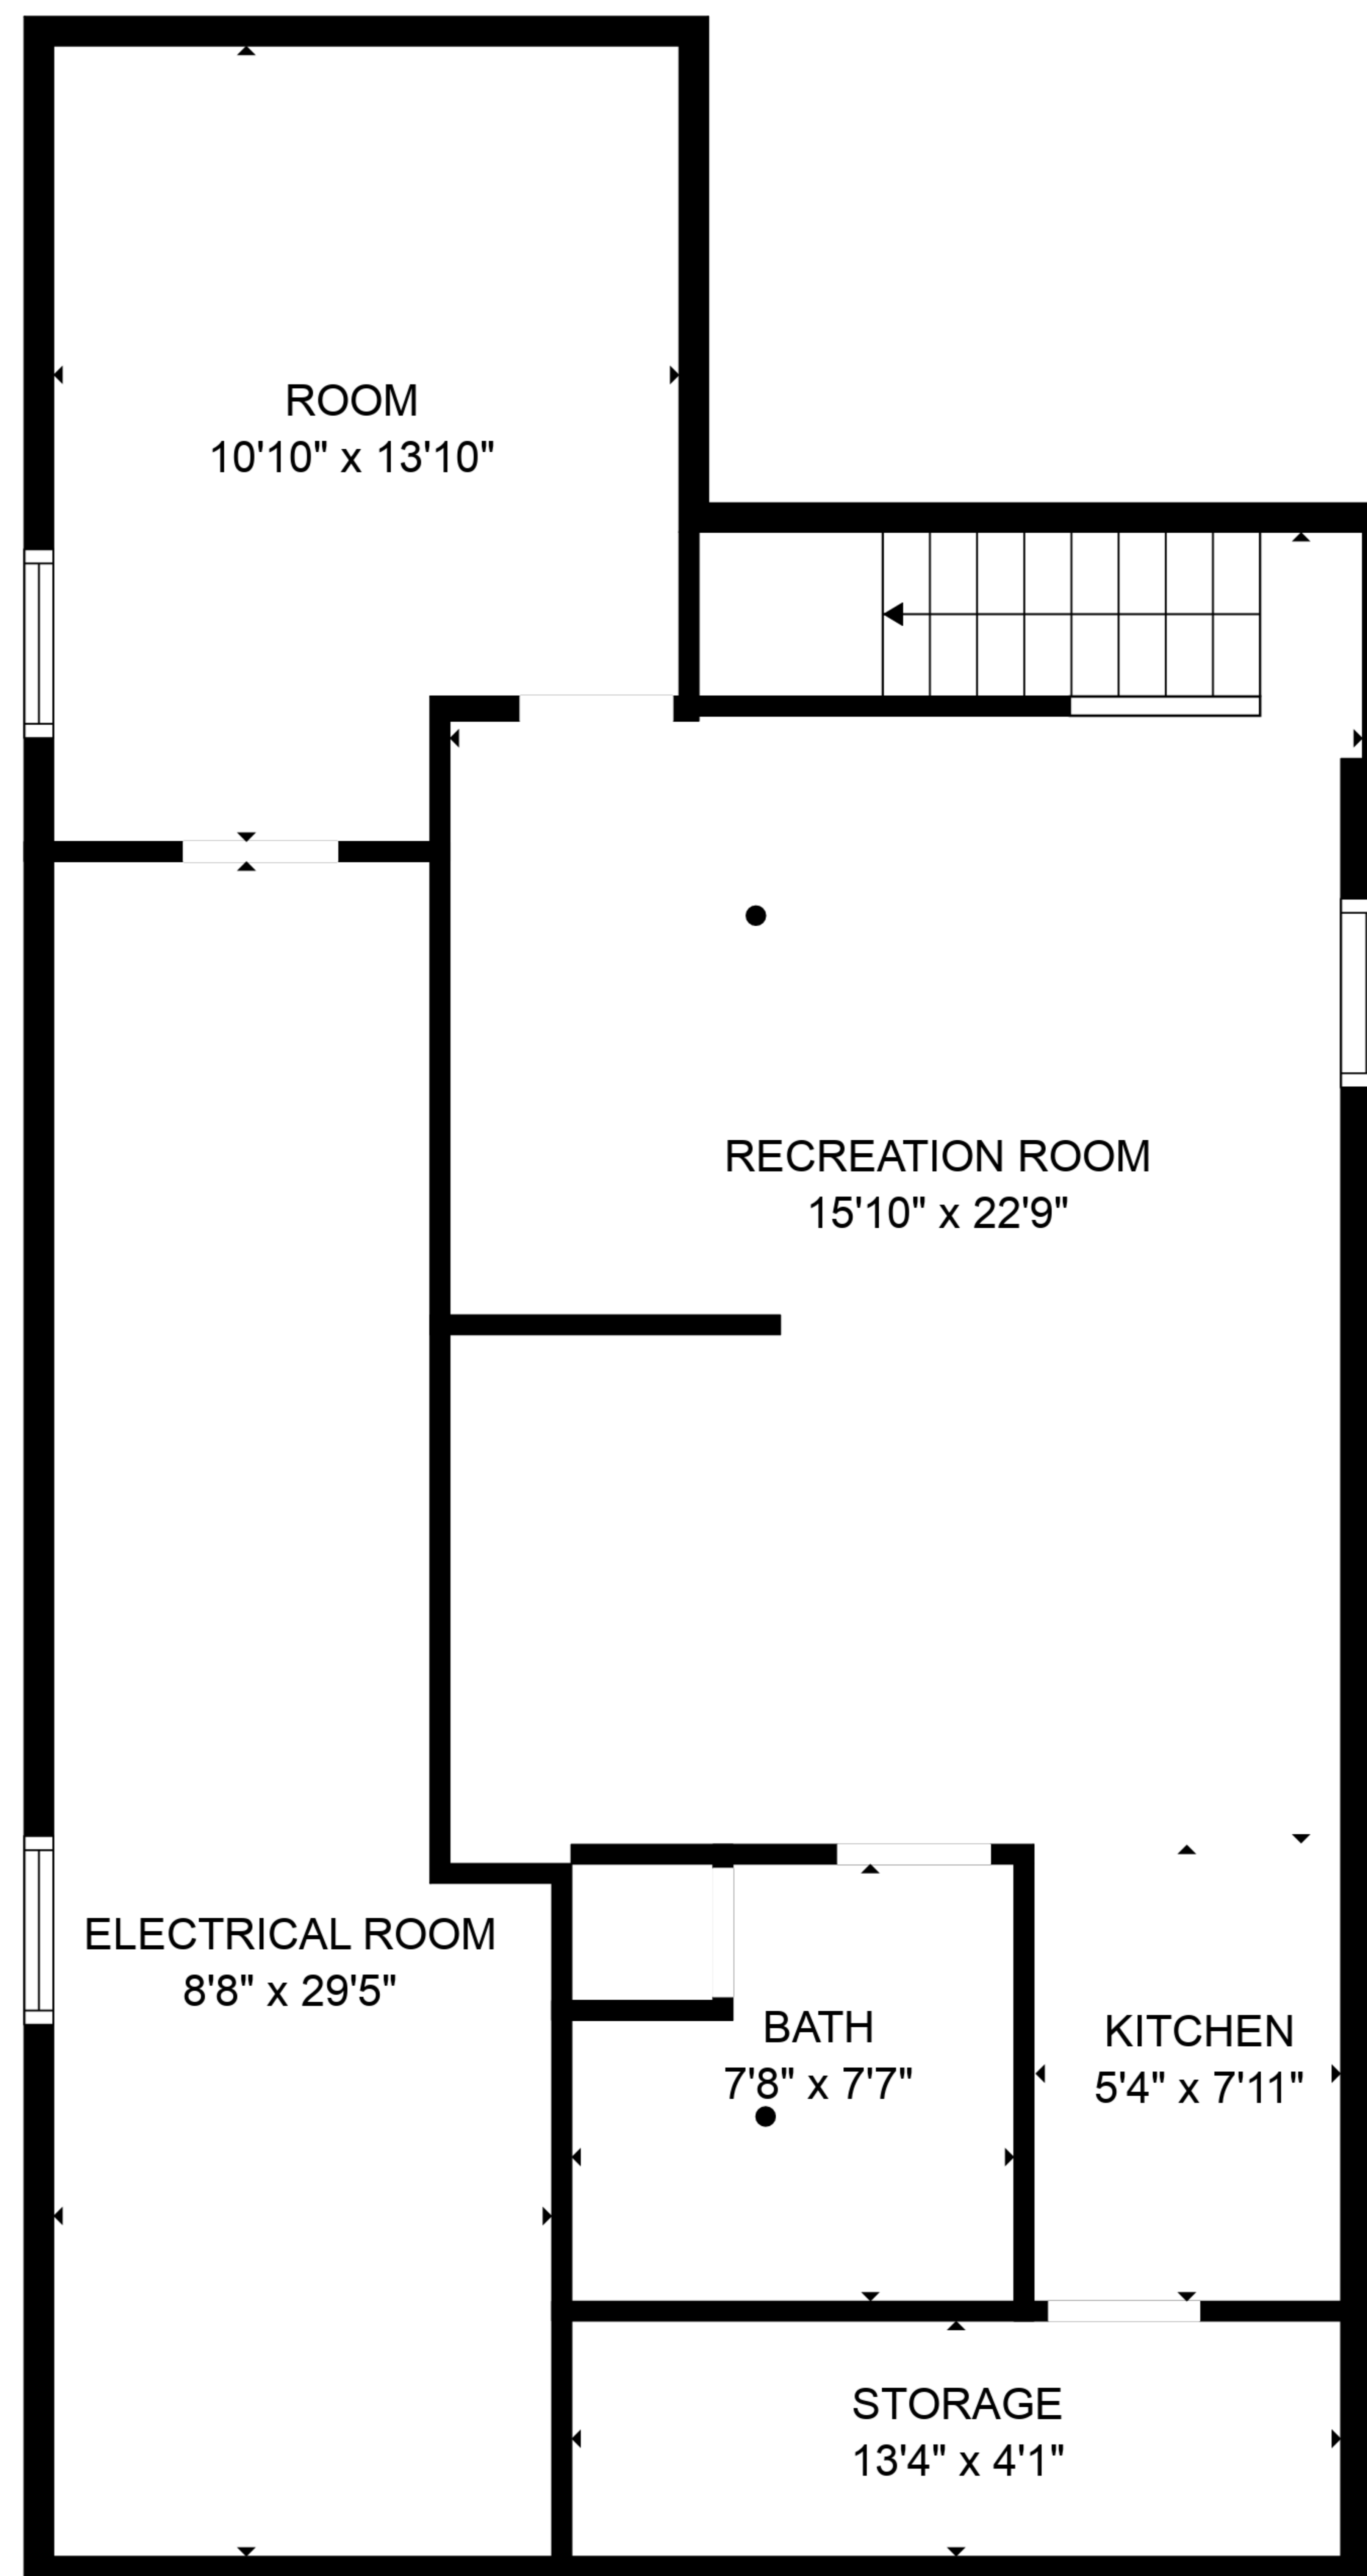 ROOM
10'10" x 13'10"
RECREATION ROOM
15'10" x 22'9"
ELECTRICAL ROOM
8'8" x 29'5"
BATH
7'8" x 7'7"
KITCHEN
5'4" x 7'11"
STORAGE
13'4" x 4'1"